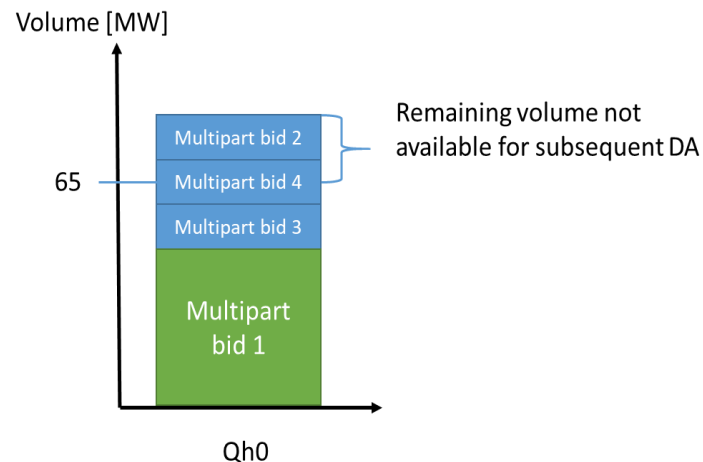 Volume [MW]
Multipart bid 2
Remaining volume not
available for subsequent DA
65
Multipart bid 4
Multipart bid 3
Multipart
bid 1
Qh0